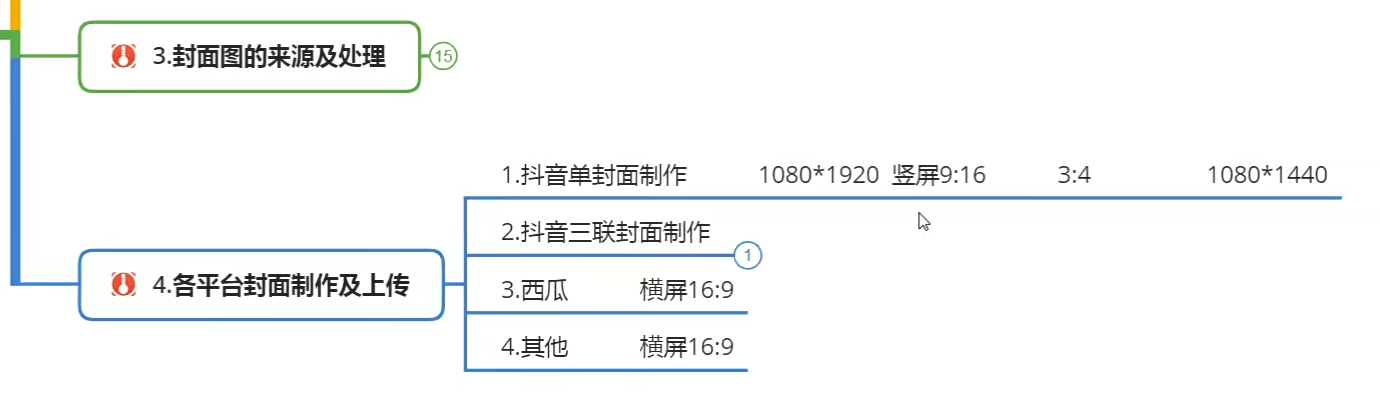 3.封面图的来源及处理 15
1.抖音单封面制作 1080*1920 竖屏9:16 3:4 1080*1440
2.抖音三联封面制作 1
4.各平台封面制作及上传
3.西瓜 横屏16:9
4.其他 横屏16:9